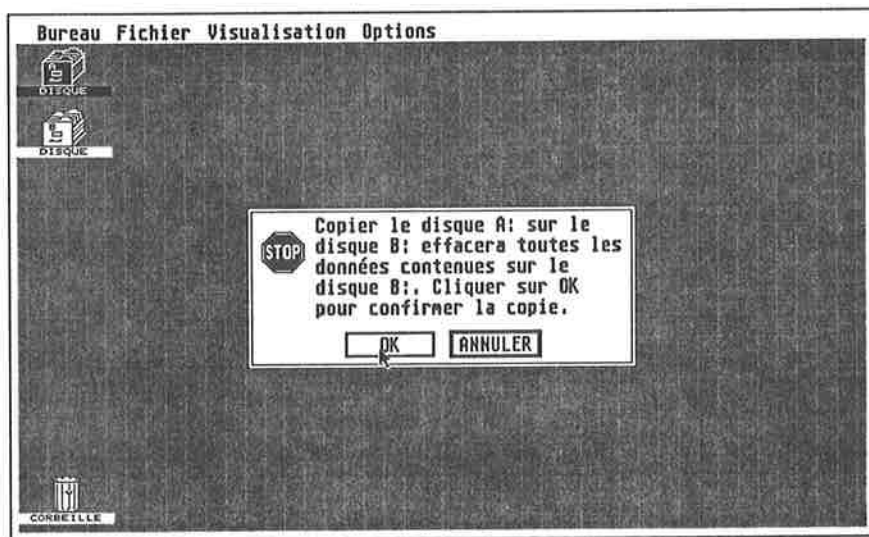 Bureau Fichier Visualisation Options
DISQUE
DISQUE
Copier le disque A: sur le
disque B: effacera toutes les
données contenues sur le
disque B:. Cliquer sur OK
pour confirmer la copie.
STOP
OK ANNULER
CORBEILLE